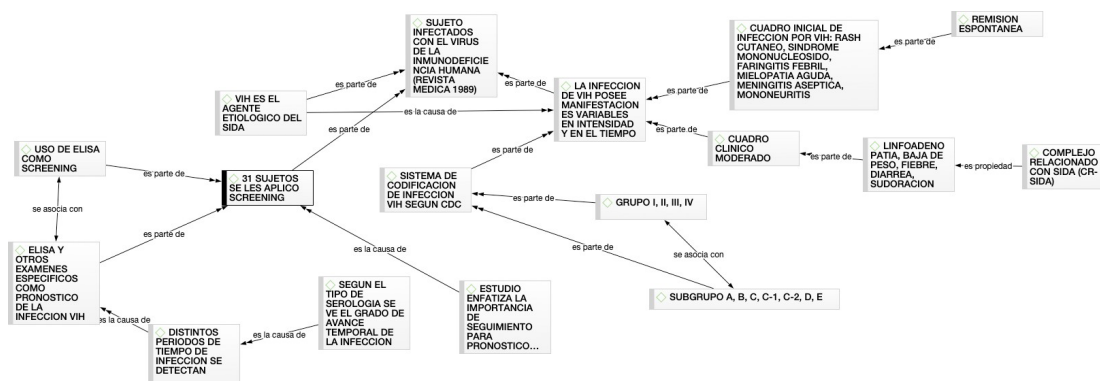 SUJETO
INFECTADOS
CON EL VIRUS
DE LA
INMUNODEFICIE
NCIA HUMANA
(REVISTA
MEDICA 1989)
CUADRO INICIAL DE
INFECCION POR VIH: RASH
CUTANEO, SINDROME
MONONUCLEOSIDO,
FARINGITIS FEBRIL,
MIELOPATIA AGUDA,
MENINGITIS ASEPTICA,
MONONEURITIS
REMISION
ESPONTANEA
es parte de
es parte de
es parte de
es parte de
VIH ES EL
AGENTE
ETIOLOGICO DEL
SIDA
es la causa de
LA INFECCION
DE VIH POSEE
MANIFESTACION
ES VARIABLES
EN INTENSIDAD
Y EN EL TIEMPO
es parte de
es parte de
CUADRO
CLINICO
MODERADO
es parte de
LINFOADENO
PATIA, BAJA DE
PESO, FIEBRE,
DIARREA,
SUDORACION
es propiedad
COMPLEJO
RELACIONADO
CON SIDA (CR-
SIDA)
USO DE ELISA
COMO
SCREENING
es parte de
31 SUJETOS
SE LES APLICO
SCREENING
es parte de
SISTEMA DE
CODIFICACION
DE INFECCION
VIH SEGUN CDC
es parte de
GRUPO I, II, III, IV
se asocia con
es parte de
es la causa de
es parte de
se asocia con
ELISA Y
OTROS
EXAMENES
ESPECIFICOS
COMO
PRONOSTICO
DE LA
INFECCION VIH
SEGUN EL
TIPO DE
SEROLOGIA SE
VE EL GRADO DE
AVANCE
TEMPORAL DE
LA INFECCION
ESTUDIO
ENFATIZA LA
IMPORTANCIA
DE
SEGUIMIENTO
PARA
PRONOSTICO...
SUBGRUPO A, B, C, C-1, C-2, D, E
es la causa de
es la causa de
DISTINTOS
PERIODOS DE
TIEMPO DE
INFECCION SE
DETECTAN